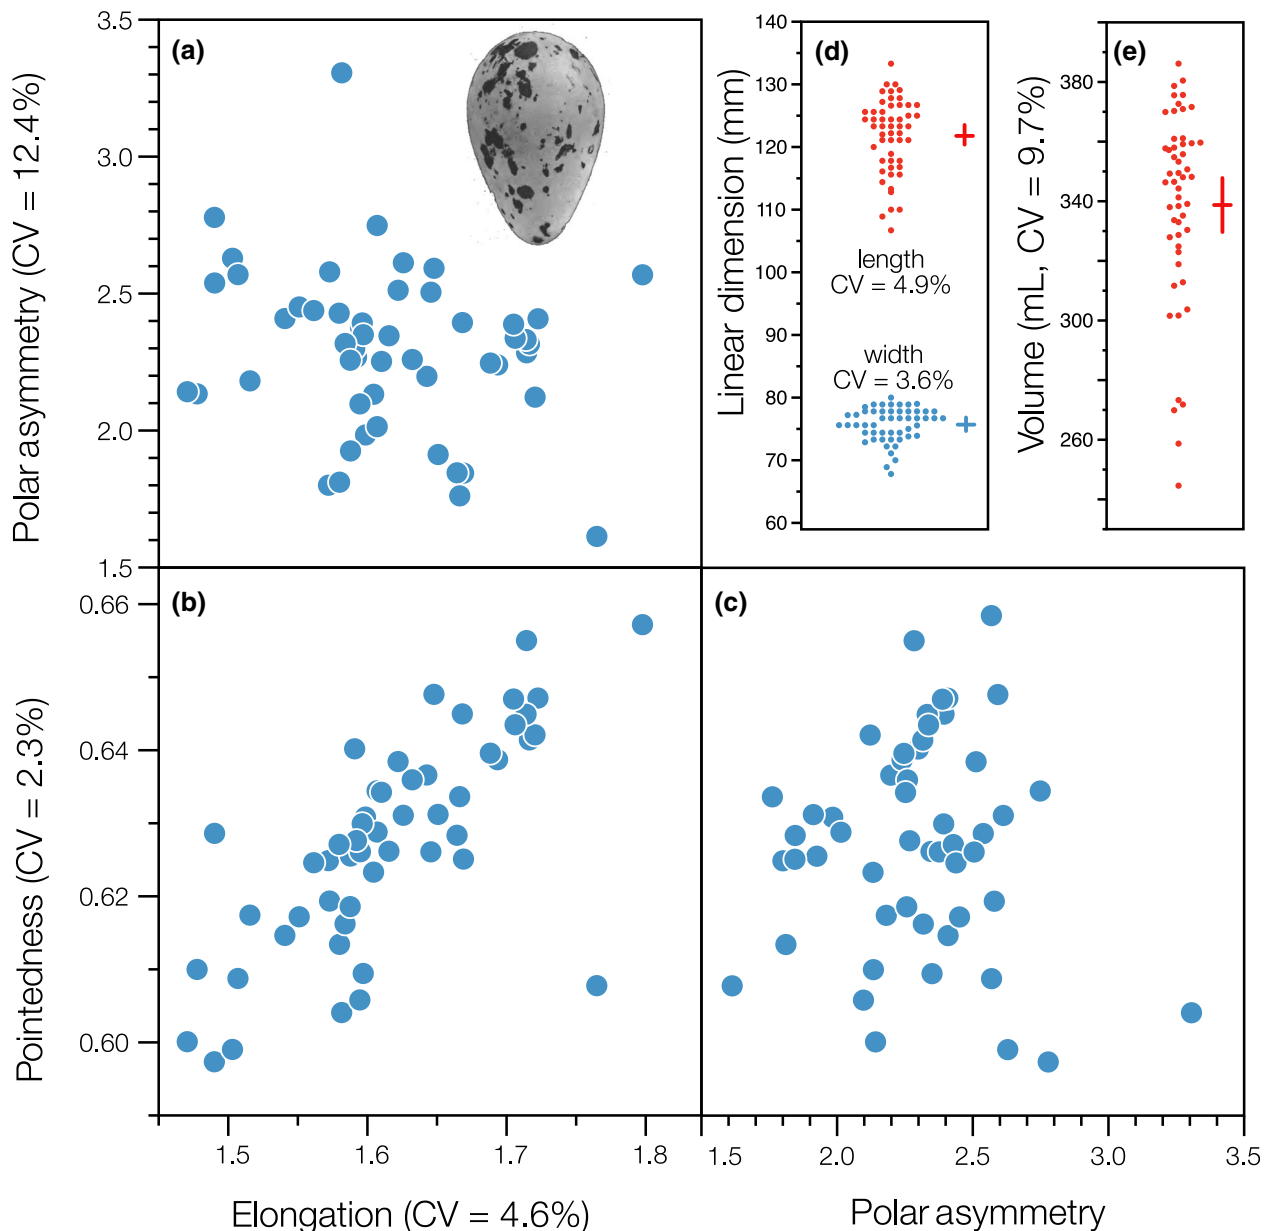 (a)
3.5
3.0
2.5
2.0
1.5
Polar asymmetry (CV = 12.4%)
(d)
140
130
120
110
100
90
80
70
60
Linear dimension (mm)
length
CV = 4.9%
width
CV = 3.6%
(e)
380
340
300
260
Volume (mL, CV = 9.7%)
(b)
0.66
0.64
0.62
0.60
Pointedness (CV = 2.3%)
1.5 1.6 1.7 1.8
Elongation (CV = 4.6%)
(c)
1.5 2.0 2.5 3.0 3.5
Polar asymmetry